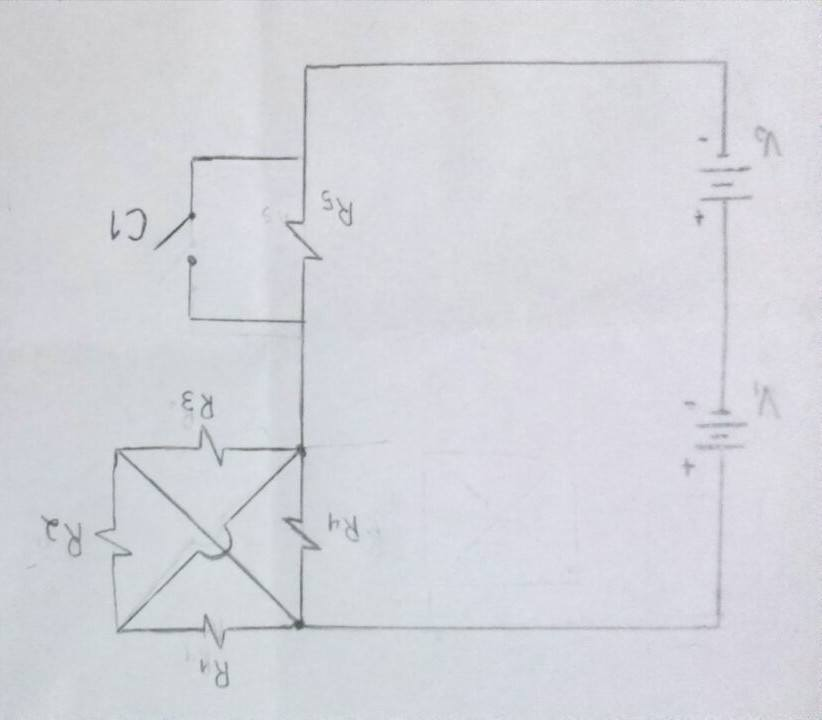 R1
R2
R4
R3
V1
+
-
C1
R5
V2
+
-